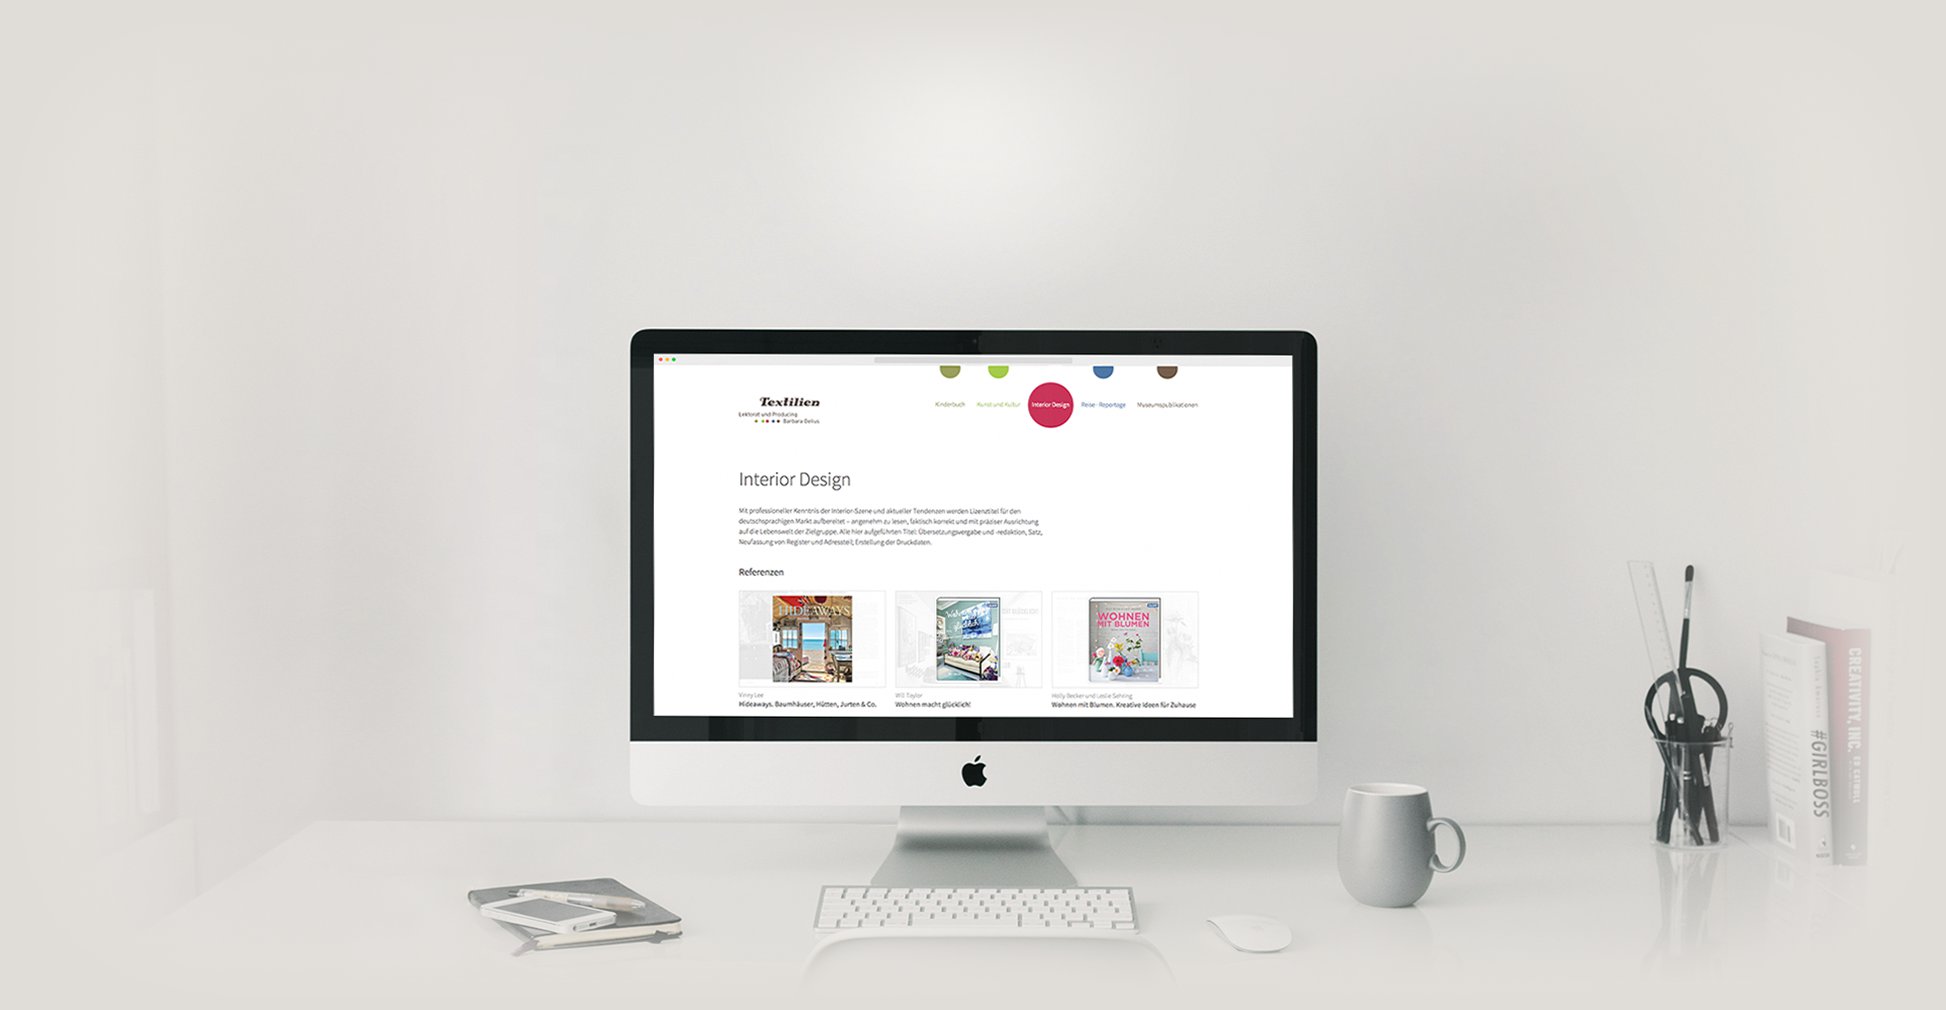 Textilien
Lektorat und Producing
Barbara Delius
Kinderbuch
Kunst und Kultur
Interior Design
Reise · Reportage
Museumspublikationen
Interior Design
Mit professioneller Kenntnis der Interior-Szene und aktueller Tendenzen werden Lizenztitel für den
deutschsprachigen Markt aufbereitet – angenehm zu lesen, faktisch korrekt und mit präziser Ausrichtung
auf die Lebenswelt der Zielgruppe. Alle hier aufgeführten Titel: Übersetzungsvergabe und -redaktion, Satz,
Neufassung von Register und Adressteil; Erstellung der Druckdaten.
Referenzen
HIDEAWAYS
Wohnen
glücklich!
WOHNEN
MIT BLUMEN
Vinny Lee
Hideaways. Baumhäuser, Hütten, Jurten & Co.
Will Taylor
Wohnen macht glücklich!
Holly Becker und Leslie Sehring
Wohnen mit Blumen. Kreative Ideen für Zuhause
#GIRLBOSS
CREATIVITY, INC.
ED CATMULL